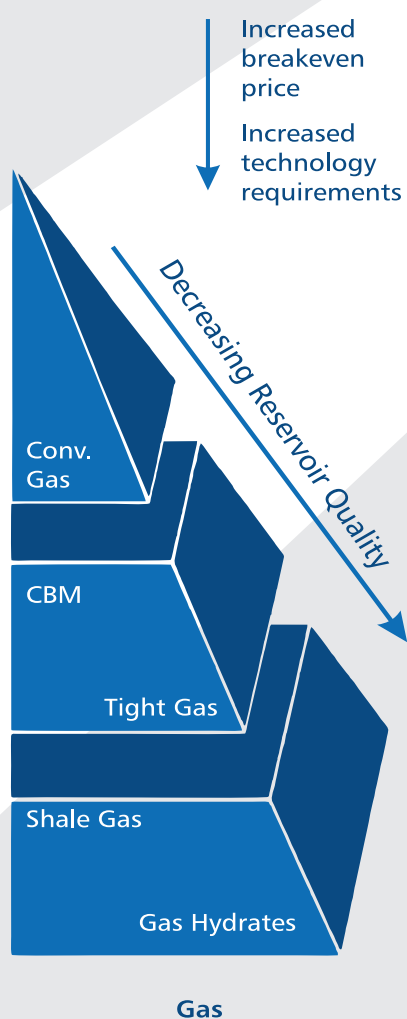 Increased
breakeven
price
Increased
technology
requirements
Decreasing Reservoir Quality
Conv.
Gas
CBM
Tight Gas
Shale Gas
Gas Hydrates
Gas